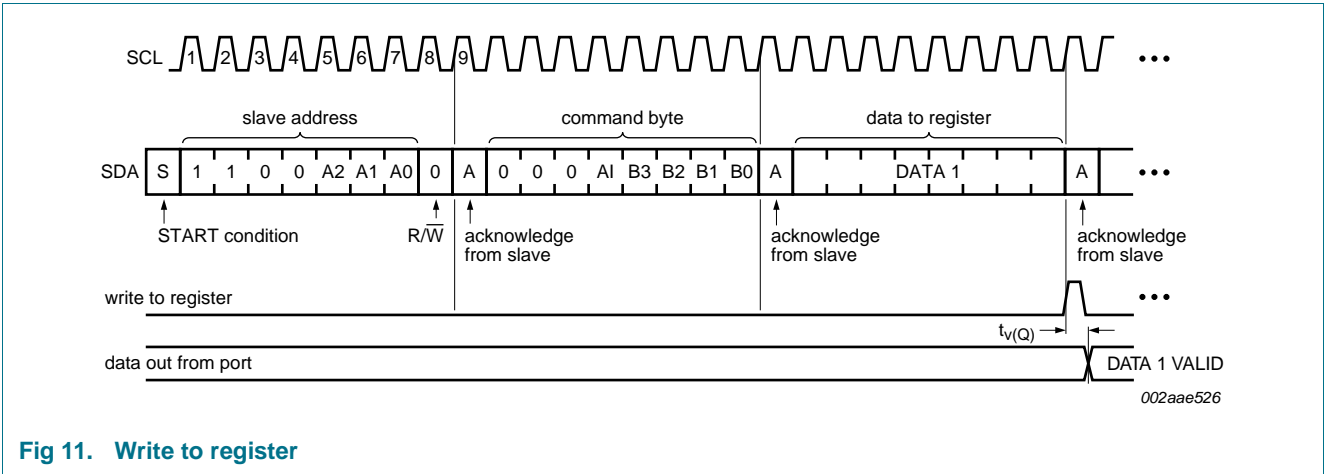 SCL 1 2 3 4 5 6 7 8 9 •••
slave address command byte data to register
SDA S 1 1 0 0 A2 A1 A0 0 A 0 0 0 AI B3 B2 B1 B0 A DATA 1 A •••
START condition R/W̅ acknowledge acknowledge acknowledge
from slave from slave from slave
write to register •••
tv(Q)
data out from port DATA 1 VALID
002aae526
Fig 11. Write to register